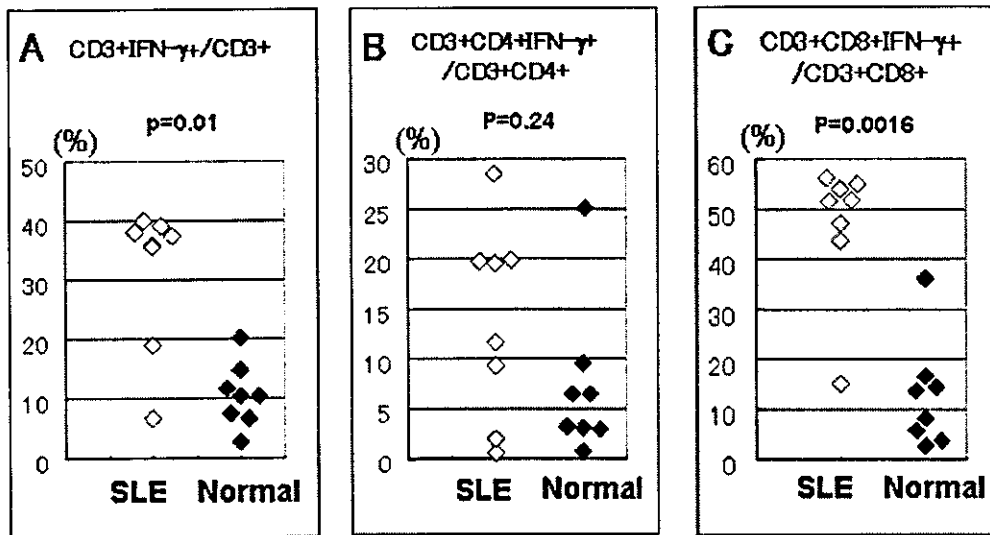 A CD3+IFN-γ+/CD3+
p=0.01
(%)
50
40
30
20
10
0
SLE Normal
B CD3+CD4+IFN-γ+
/CD3+CD4+
P=0.24
(%)
30
25
20
15
10
5
0
SLE Normal
C CD3+CD8+IFN-γ+
/CD3+CD8+
P=0.0016
(%)
60
50
40
30
20
10
0
SLE Normal